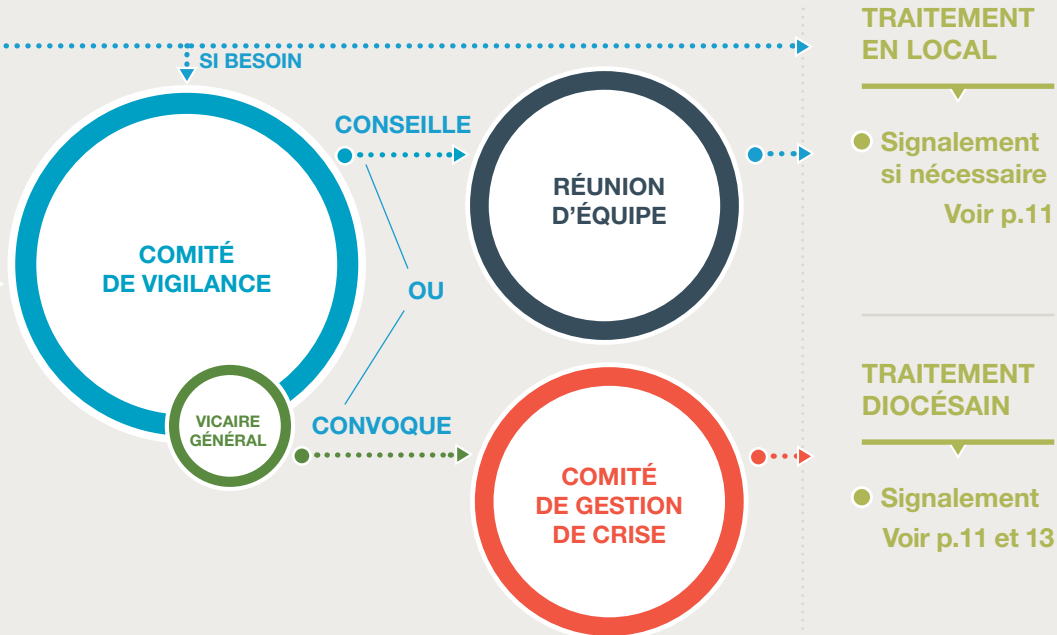 SI BESOIN
COMITÉ
DE VIGILANCE
VICAIRE
GÉNÉRAL
CONSEILLE
OU
CONVOQUE
RÉUNION
D'ÉQUIPE
COMITÉ
DE GESTION
DE CRISE
TRAITEMENT
EN LOCAL
Signalement
si nécessaire
Voir p.11
TRAITEMENT
DIOCÉSAIN
Signalement
Voir p.11 et 13